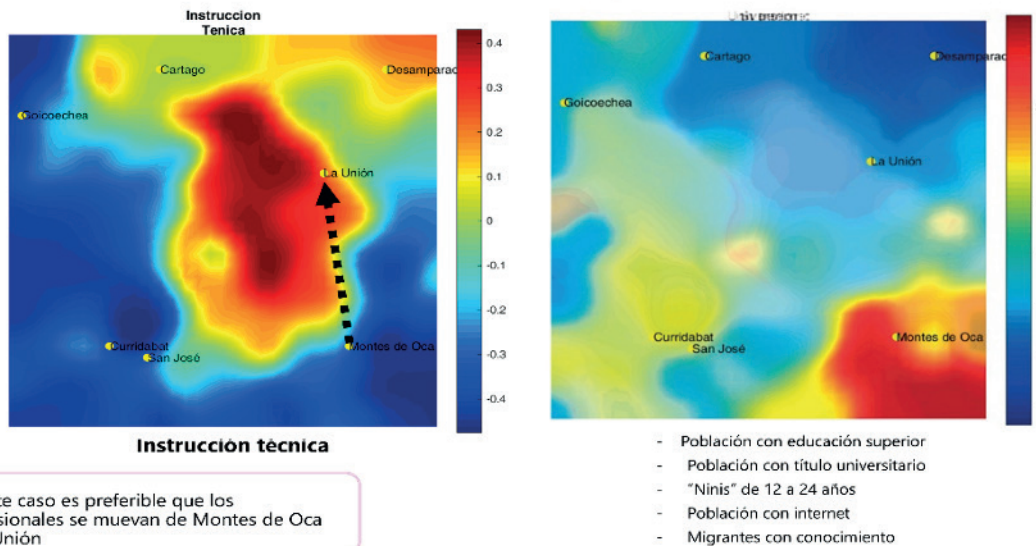 Instruccion
Tenica
Cartago
Desamparac
Goicoechea
La Unión
Curridabat
San José
Montes de Oca
0.4
0.3
0.2
0.1
0
-0.1
-0.2
-0.3
-0.4
Instrucción técnica
te caso es preferible que los
sionales se muevan de Montes de Oca
Unión
Cartago
Desamparac
Goicoechea
La Unión
Curridabat
San José
Montes de Oca
- Población con educación superior
- Población con título universitario
- "Ninis" de 12 a 24 años
- Población con internet
- Migrantes con conocimiento